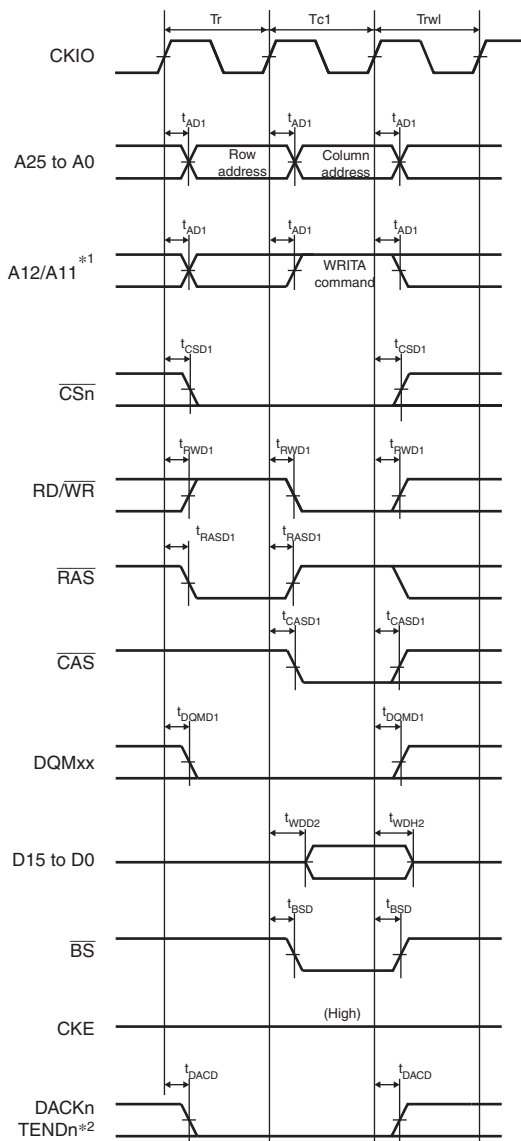 Tr Tc1 Trwl
CKIO
tAD1 tAD1 tAD1
A25 to A0
Row address
Column address
tAD1 tAD1 tAD1
A12/A11 *1
WRITA command
tCSD1 tCSD1
CSn
tRWD1 tRWD1 tRWD1
RD/WR
tRASD1 tRASD1
RAS
tCASD1 tCASD1
CAS
tDQMD1 tDQMD1
DQMxx
tWDD2 tWDH2
D15 to D0
tBSD tBSD
BS
(High)
CKE
tDACD tDACD
DACKn
TENDn*2